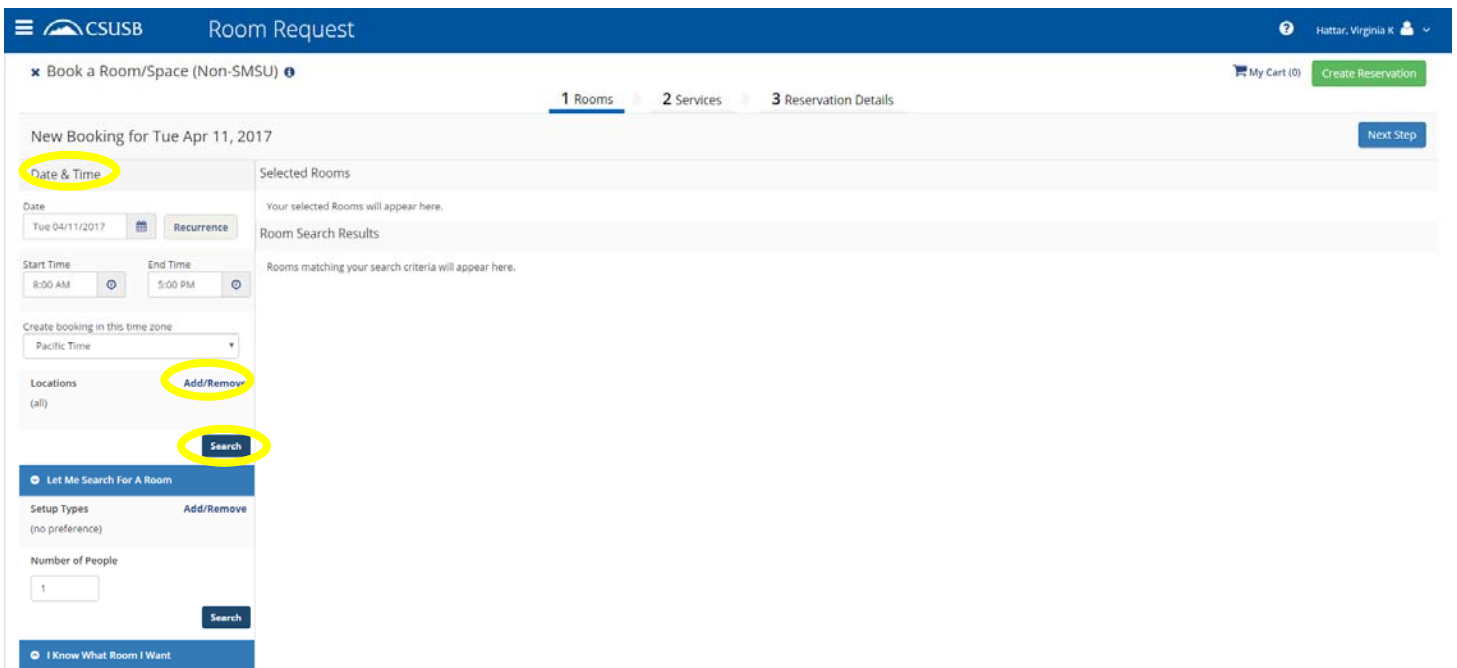 CSUSB Room Request Hattar, Virginia K
× Book a Room/Space (Non-SMSU) My Cart (0) Create Reservation
1 Rooms 2 Services 3 Reservation Details
New Booking for Tue Apr 11, 2017 Next Step
Date & Time Selected Rooms
Date Your selected Rooms will appear here.
Tue 04/11/2017 Recurrence Room Search Results
Start Time End Time Rooms matching your search criteria will appear here.
8:00 AM 5:00 PM
Create booking in this time zone
Pacific Time
Locations Add/Remove
(all)
Search
Let Me Search For A Room
Setup Types Add/Remove
(no preference)
Number of People
1
Search
I Know What Room I Want